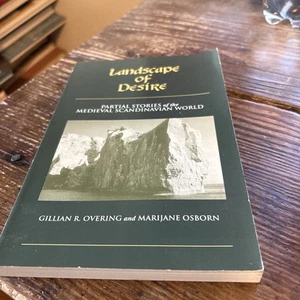 Landscape
of
Desire
PARTIAL STORIES of the
MEDIEVAL SCANDINAVIAN WORLD
GILLIAN R. OVERING and MARIJANE OSBORN